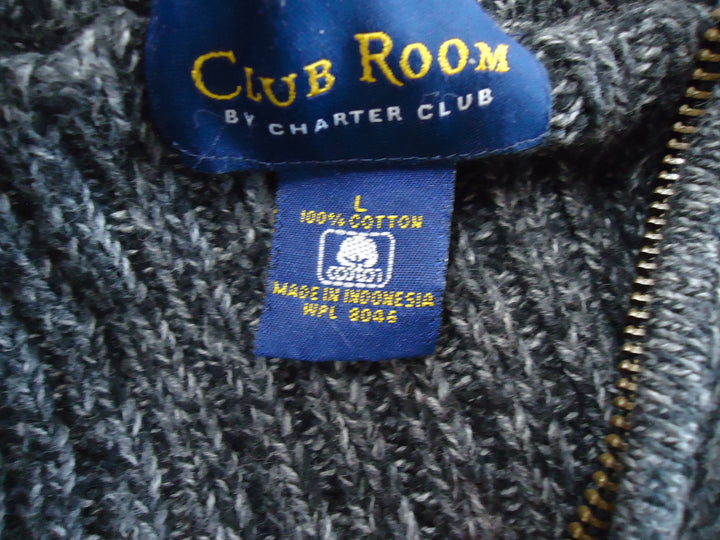 CLUB ROOM
BY CHARTER CLUB
L
100% COTTON
cotton
MADE IN INDONESIA
WPL 8046